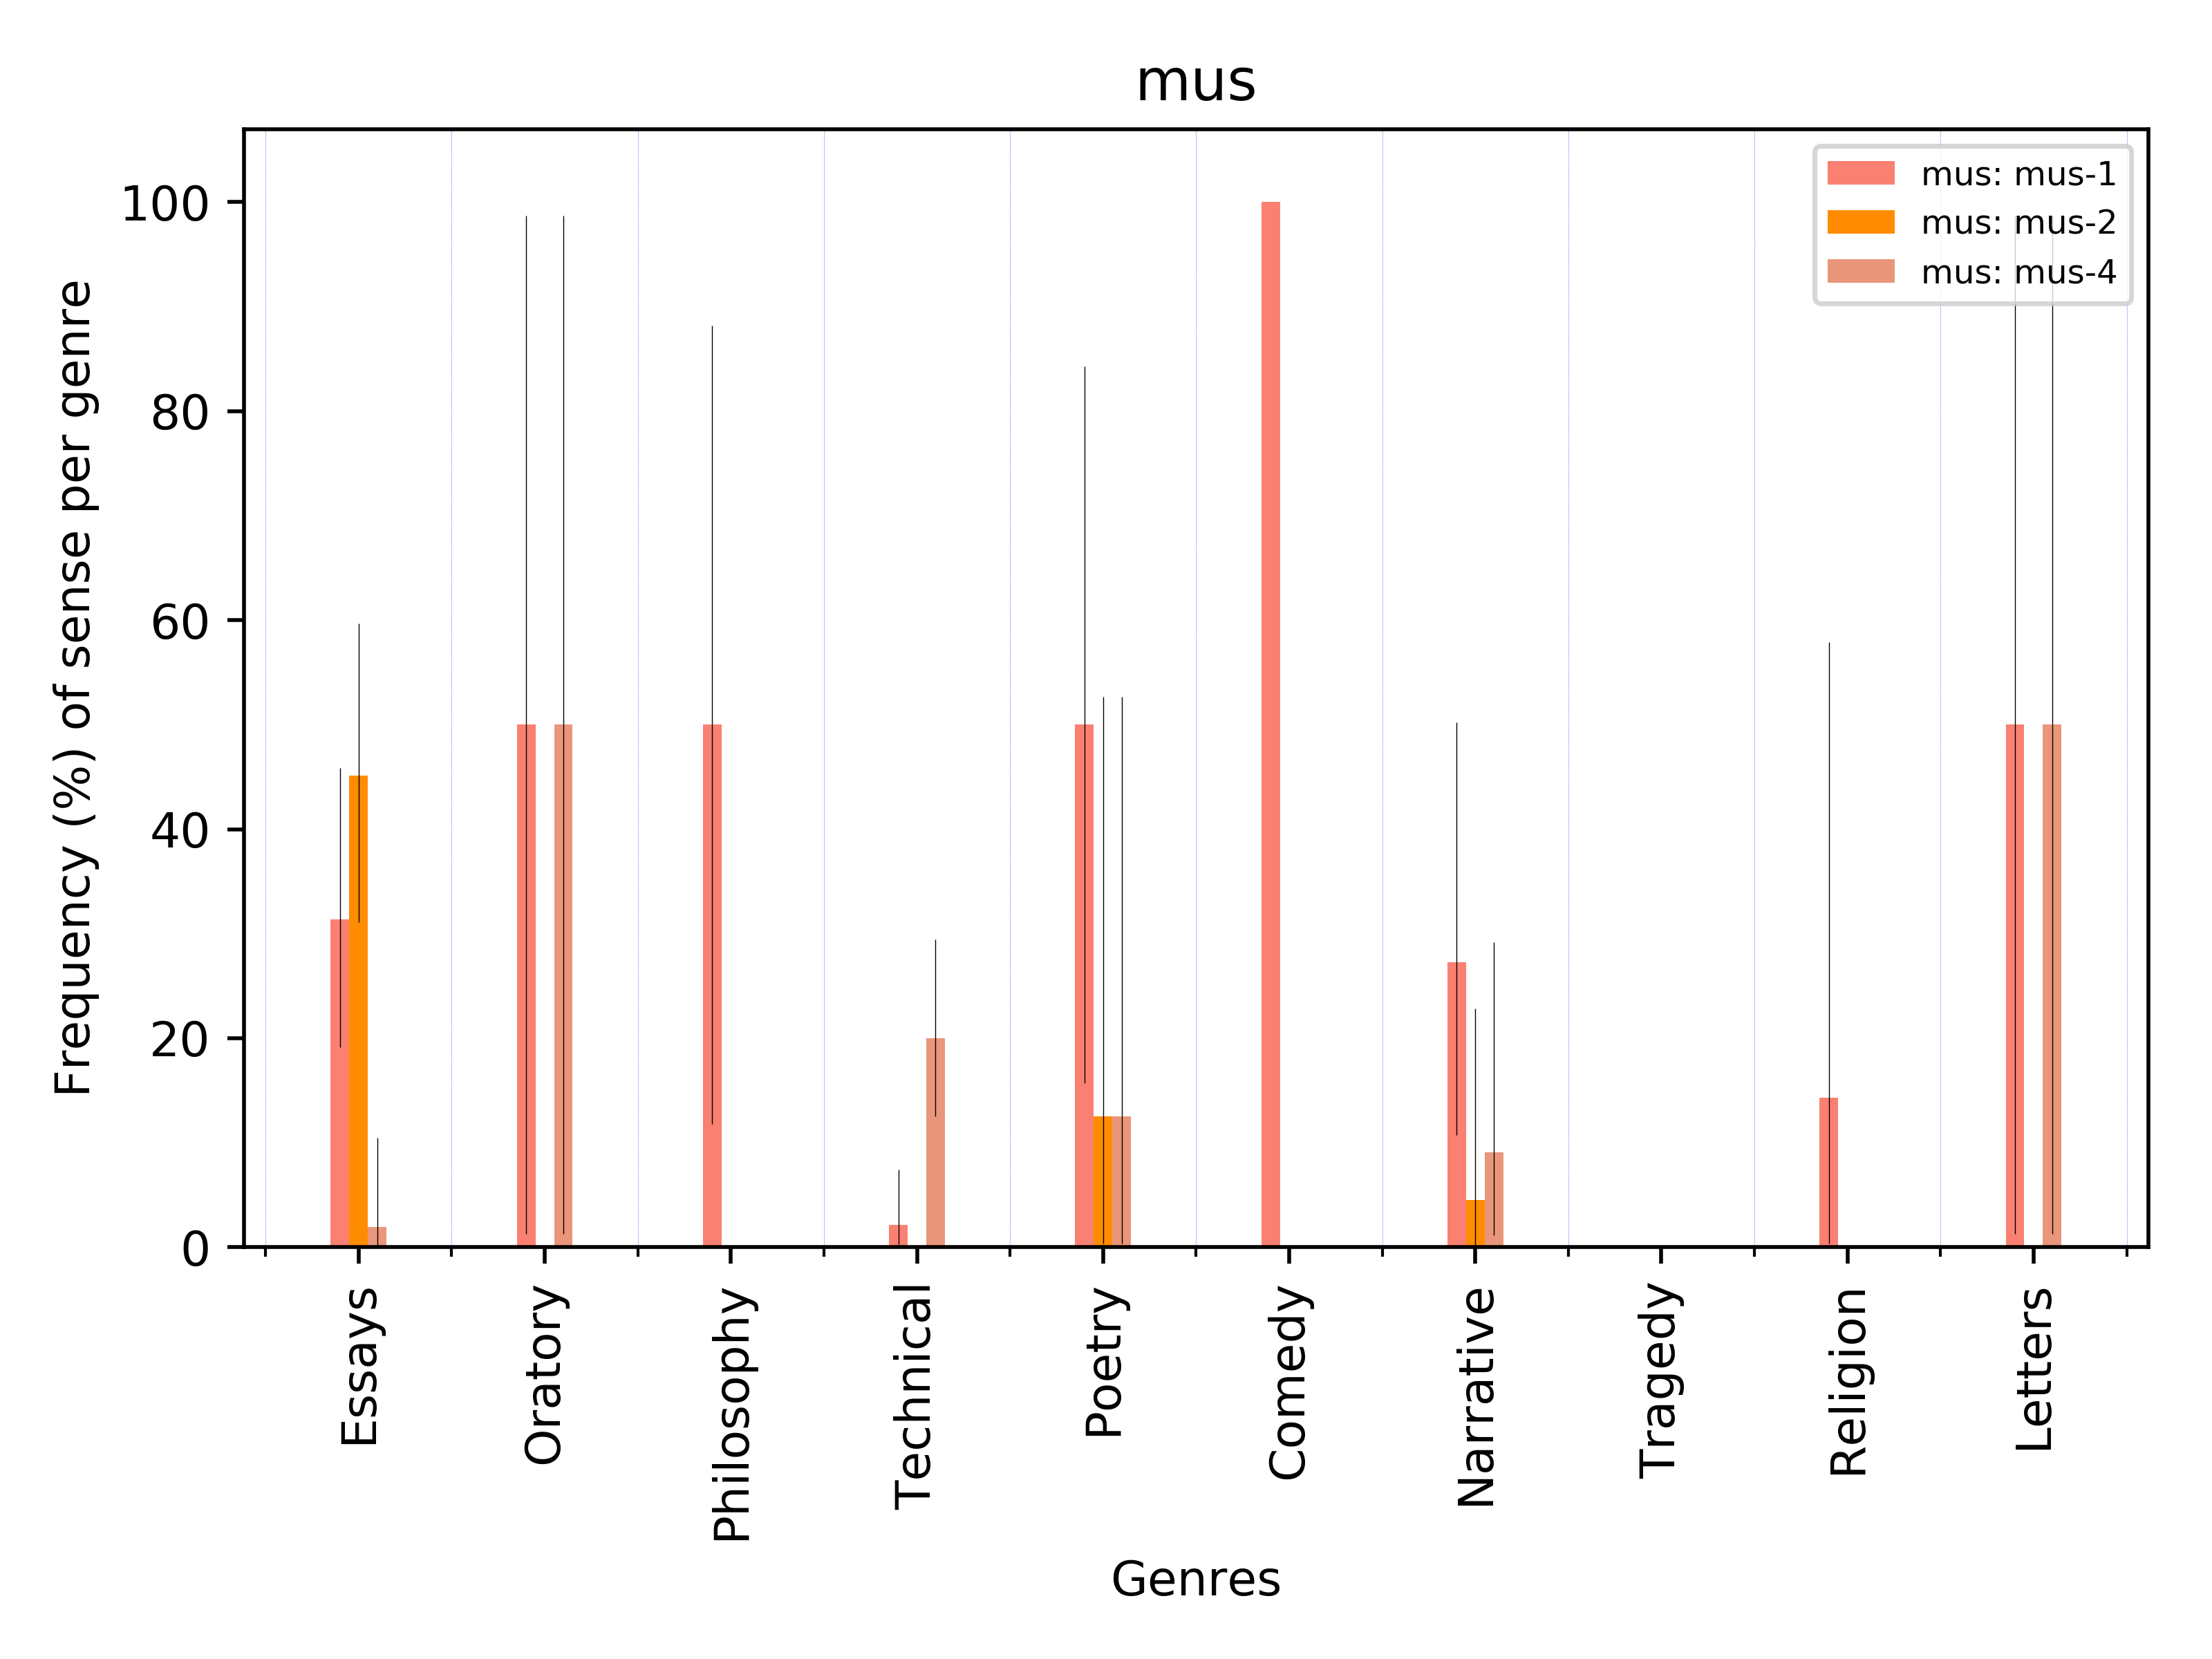 mus
mus: mus-1
mus: mus-2
mus: mus-4
Frequency (%) of sense per genre
100
80
60
40
20
0
Essays
Oratory
Philosophy
Technical
Poetry
Comedy
Narrative
Tragedy
Religion
Letters
Genres